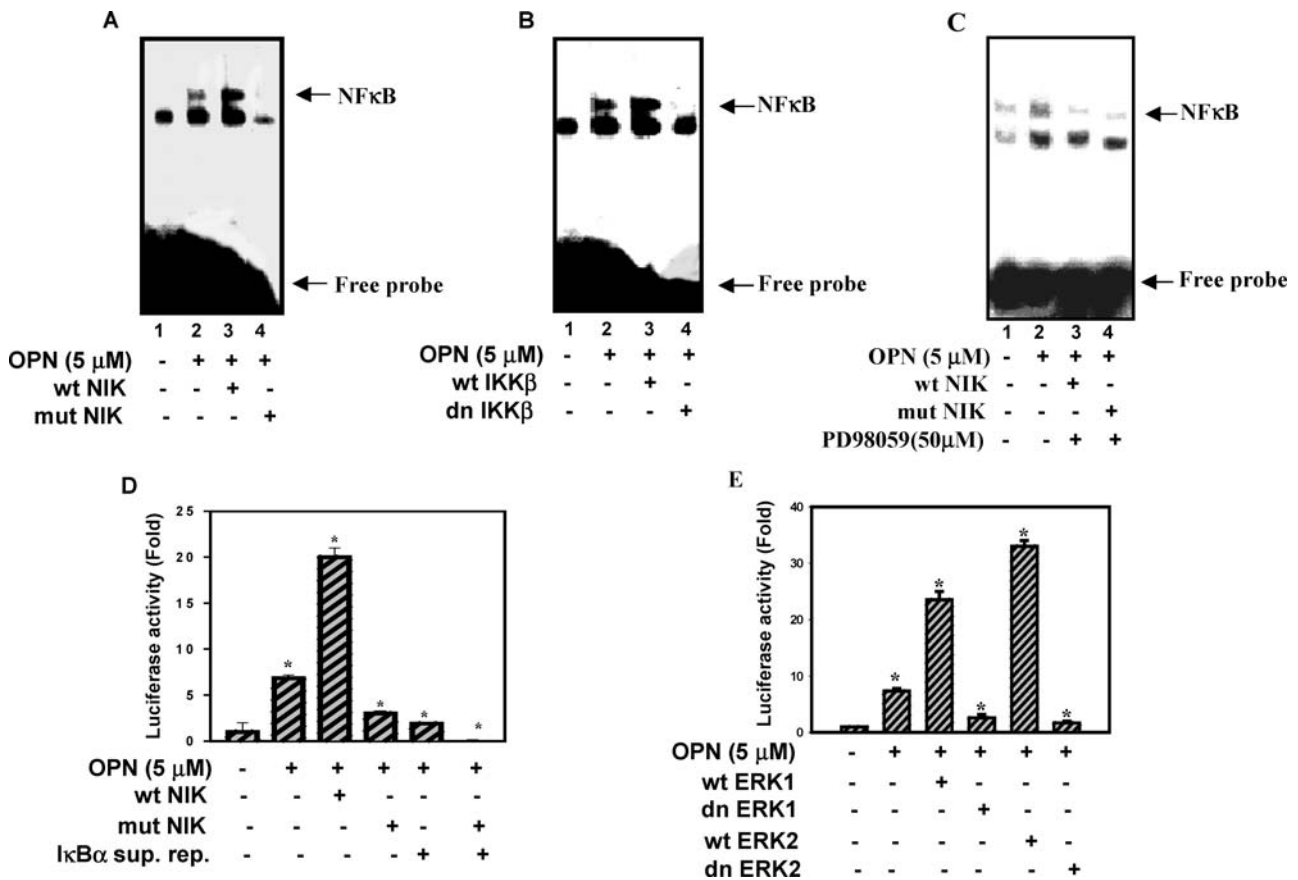 A
NFκB
Free probe
1 2 3 4
OPN (5 μM) - + + +
wt NIK - - + -
mut NIK - - - +
B
NFκB
Free probe
1 2 3 4
OPN (5 μM) - + + +
wt IKKβ - - + -
dn IKKβ - - - +
C
NFκB
Free probe
1 2 3 4
OPN (5 μM) - + + +
wt NIK - - + -
mut NIK - - - +
PD98059(50μM) - - + +
D
Luciferase activity (Fold)
25
20
15
10
5
0
* * * * *
OPN (5 μM) - + + + + +
wt NIK - - + - - -
mut NIK - - - + - +
IκBα sup. rep. - - - - + +
E
Luciferase activity (Fold)
40
30
20
10
0
* * * * *
OPN (5 μM) - + + + + +
wt ERK1 - - + - - -
dn ERK1 - - - + - -
wt ERK2 - - - - + -
dn ERK2 - - - - - +